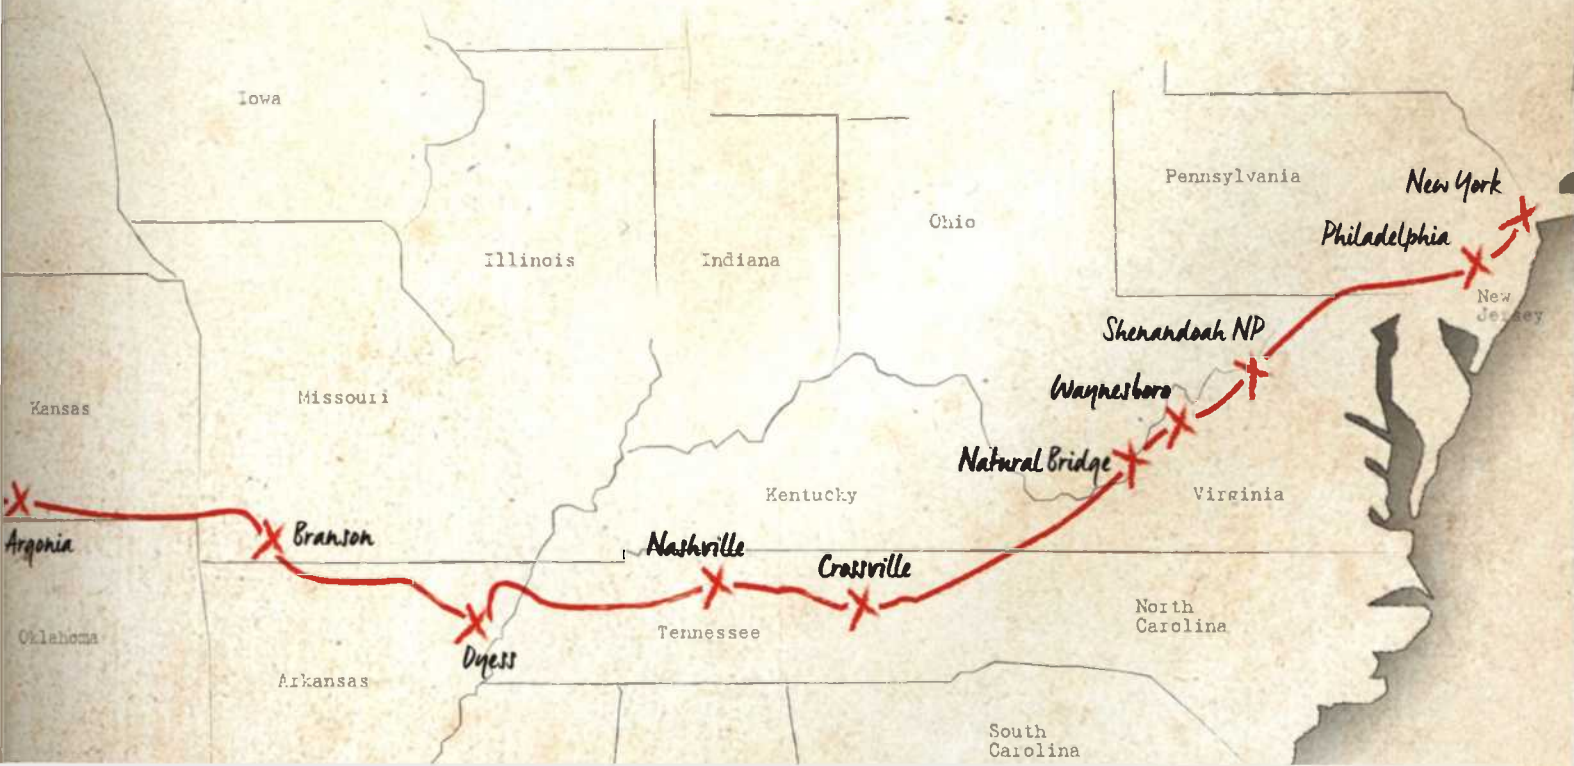 Iowa
Pennsylvania
New York
Ohio
Philadelphia
Illinois
Indiana
New
Jersey
Shenandoah NP
Waynesboro
Missouri
Kansas
Natural Bridge
Kentucky
Virginia
Argonia
Branson
Nashville
Crossville
North
Carolina
Tennessee
Oklahoma
Dyess
Arkansas
South
Carolina